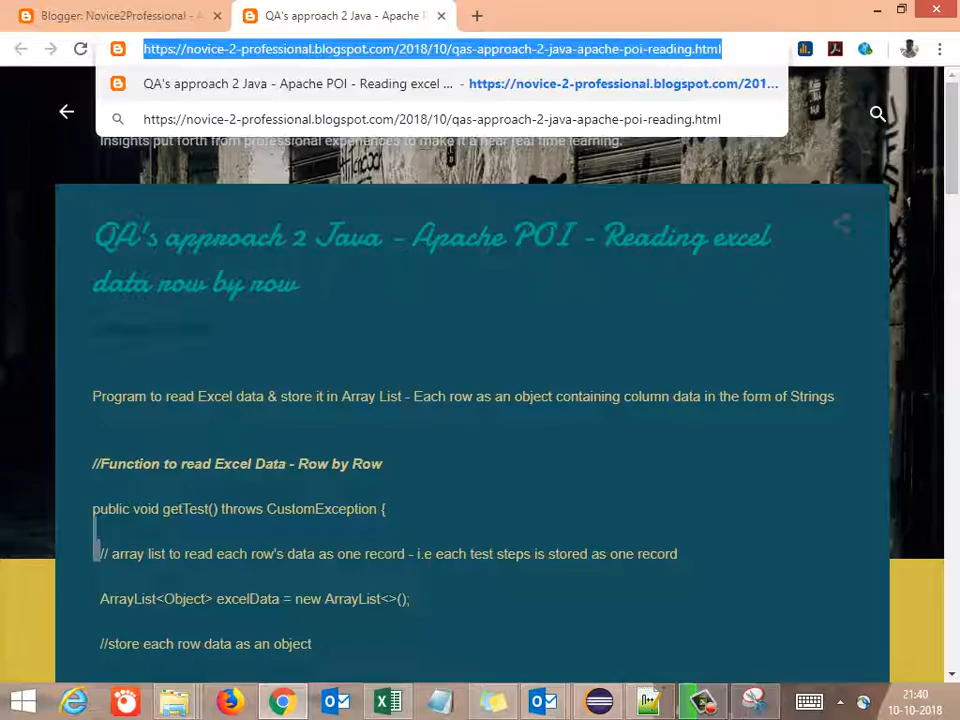 Blogger: Novice2Professional - A
QA's approach 2 Java - Apache P
https://novice-2-professional.blogspot.com/2018/10/qas-approach-2-java-apache-poi-reading.html
QA's approach 2 Java - Apache POI - Reading excel ... - https://novice-2-professional.blogspot.com/201...
https://novice-2-professional.blogspot.com/2018/10/qas-approach-2-java-apache-poi-reading.html
Insights put forth from professional experiences to make it a near real time learning.
QA's approach 2 Java - Apache POI - Reading excel
data row by row
Program to read Excel data & store it in Array List - Each row as an object containing column data in the form of Strings
//Function to read Excel Data - Row by Row
public void getTest() throws CustomException {
// array list to read each row's data as one record - i.e each test steps is stored as one record
ArrayList<Object> excelData = new ArrayList<>();
//store each row data as an object
21:40
10-10-2018